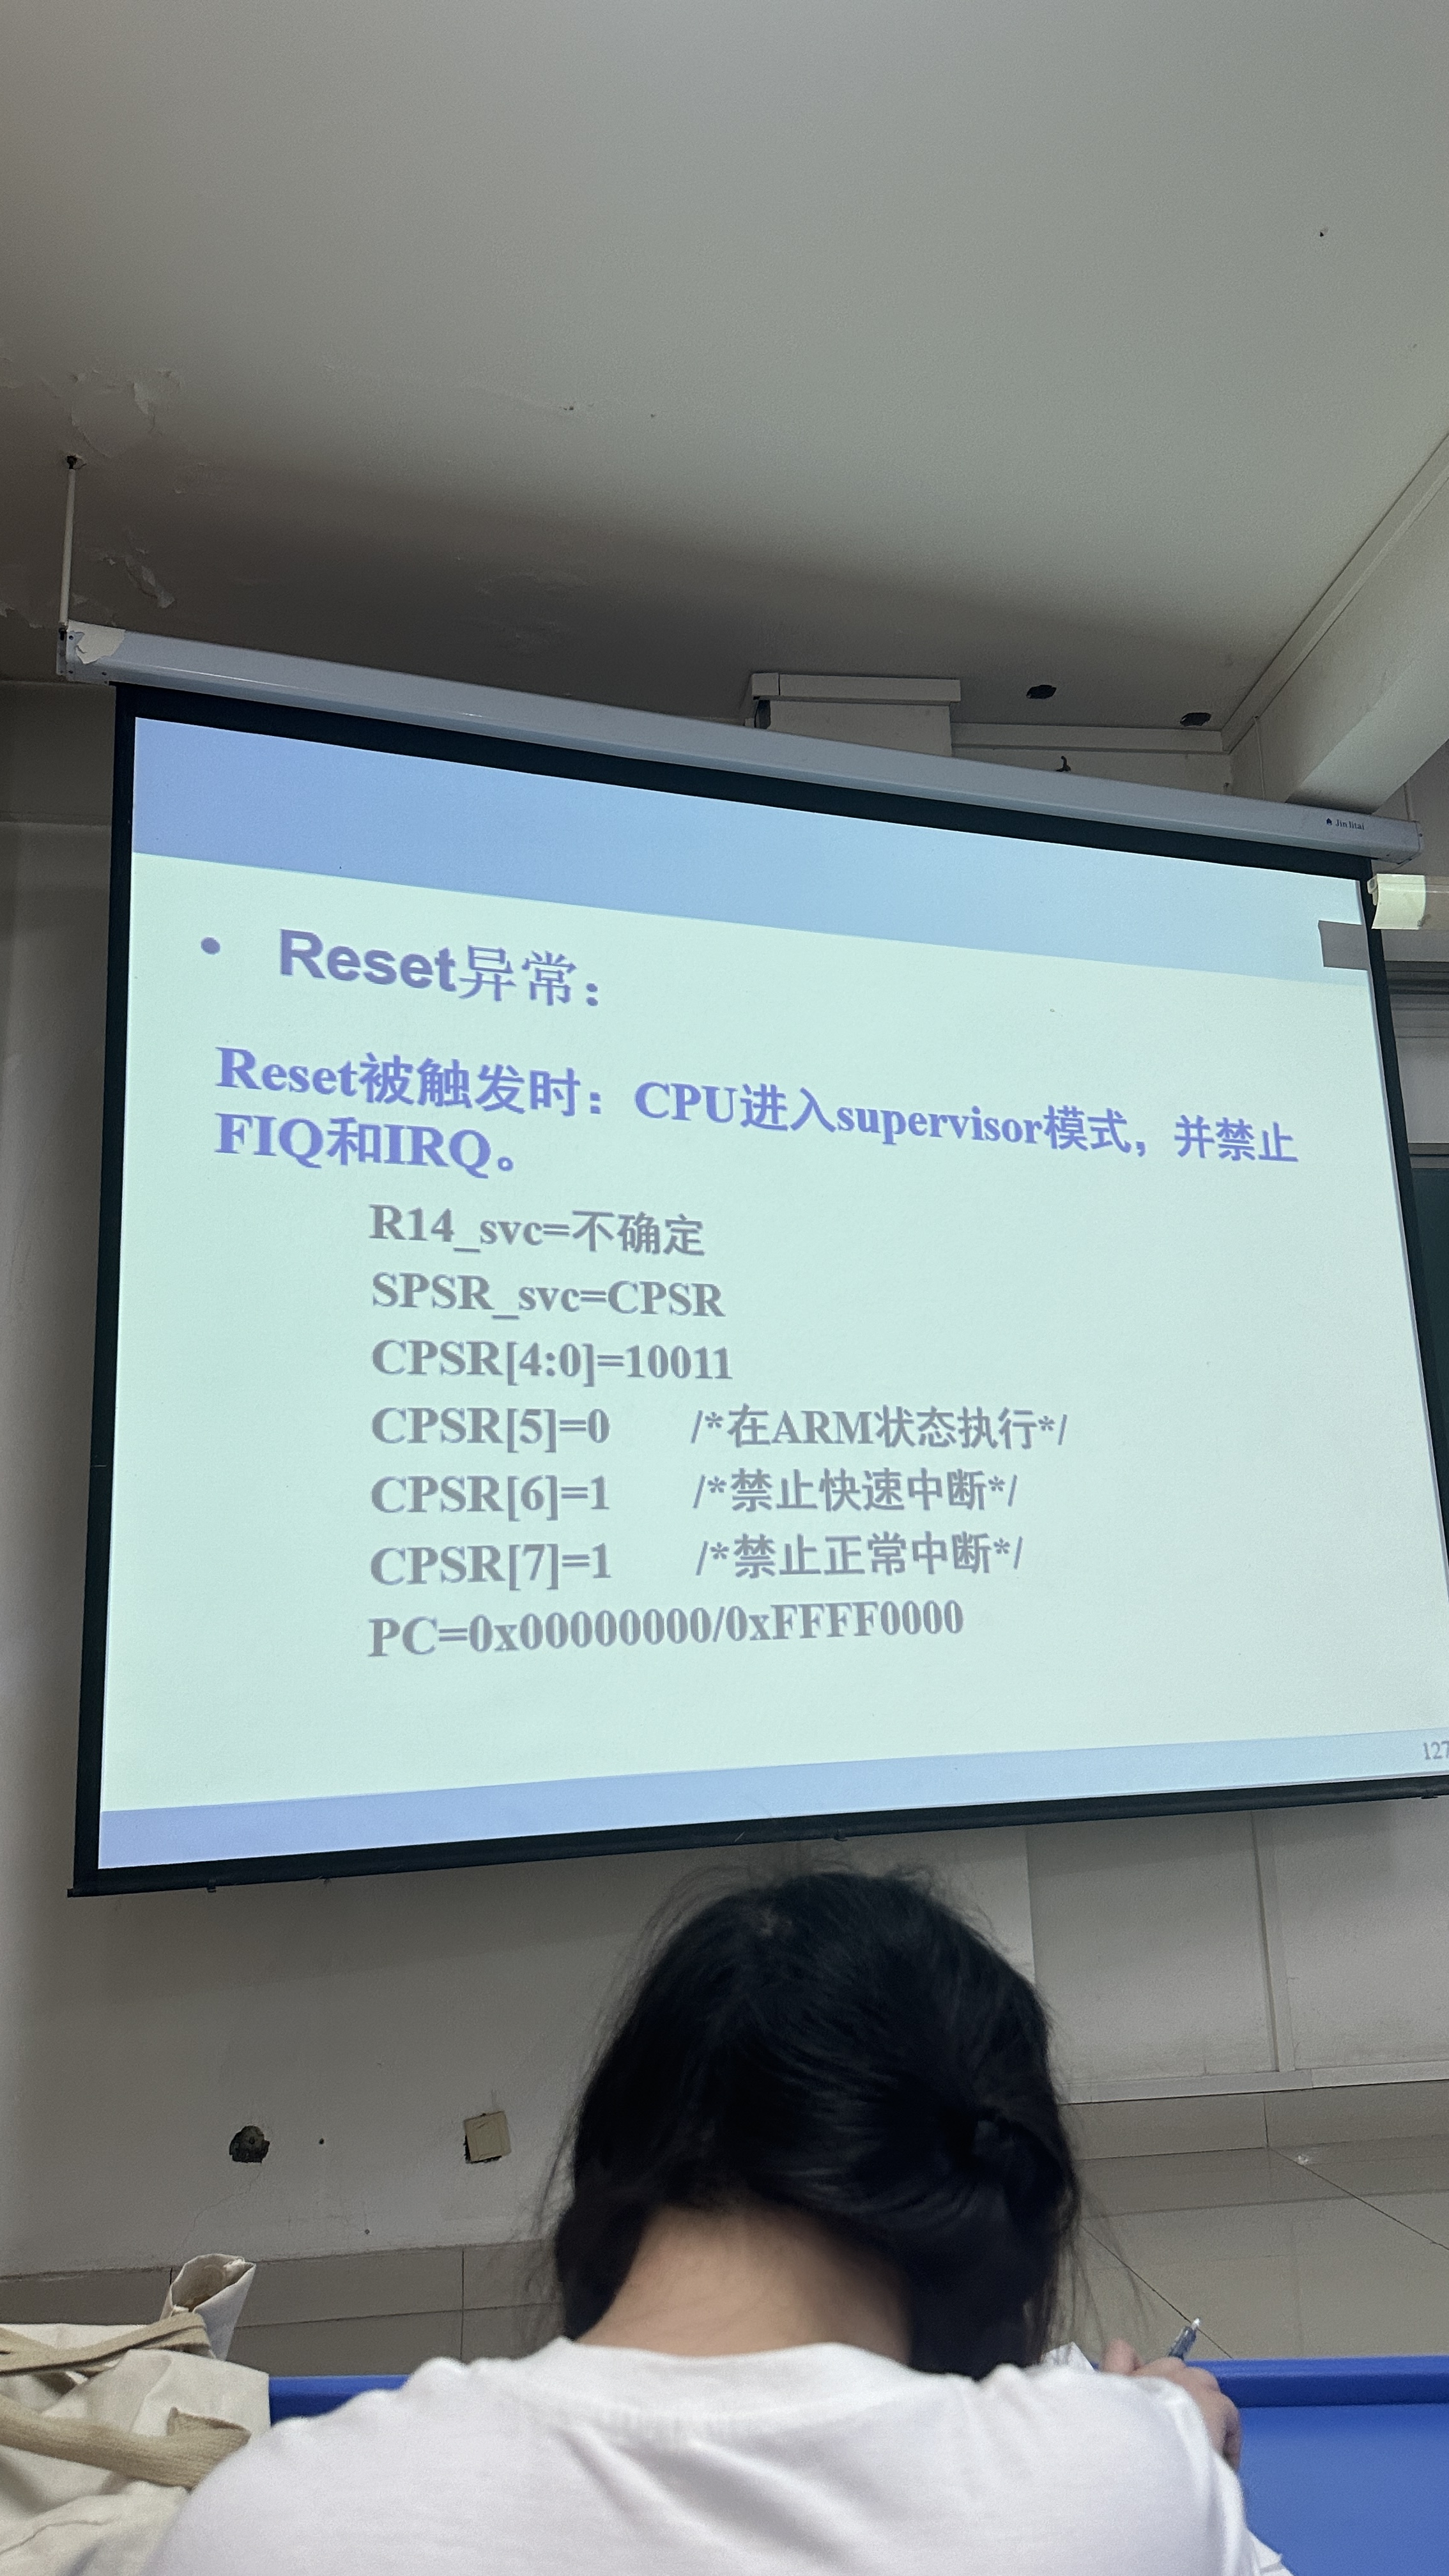 Jin litai
• Reset异常：
Reset被触发时：CPU进入supervisor模式，并禁止
FIQ和IRQ。
R14_svc=不确定
SPSR_svc=CPSR
CPSR[4:0]=10011
CPSR[5]=0 /*在ARM状态执行*/
CPSR[6]=1 /*禁止快速中断*/
CPSR[7]=1 /*禁止正常中断*/
PC=0x00000000/0xFFFF0000
127